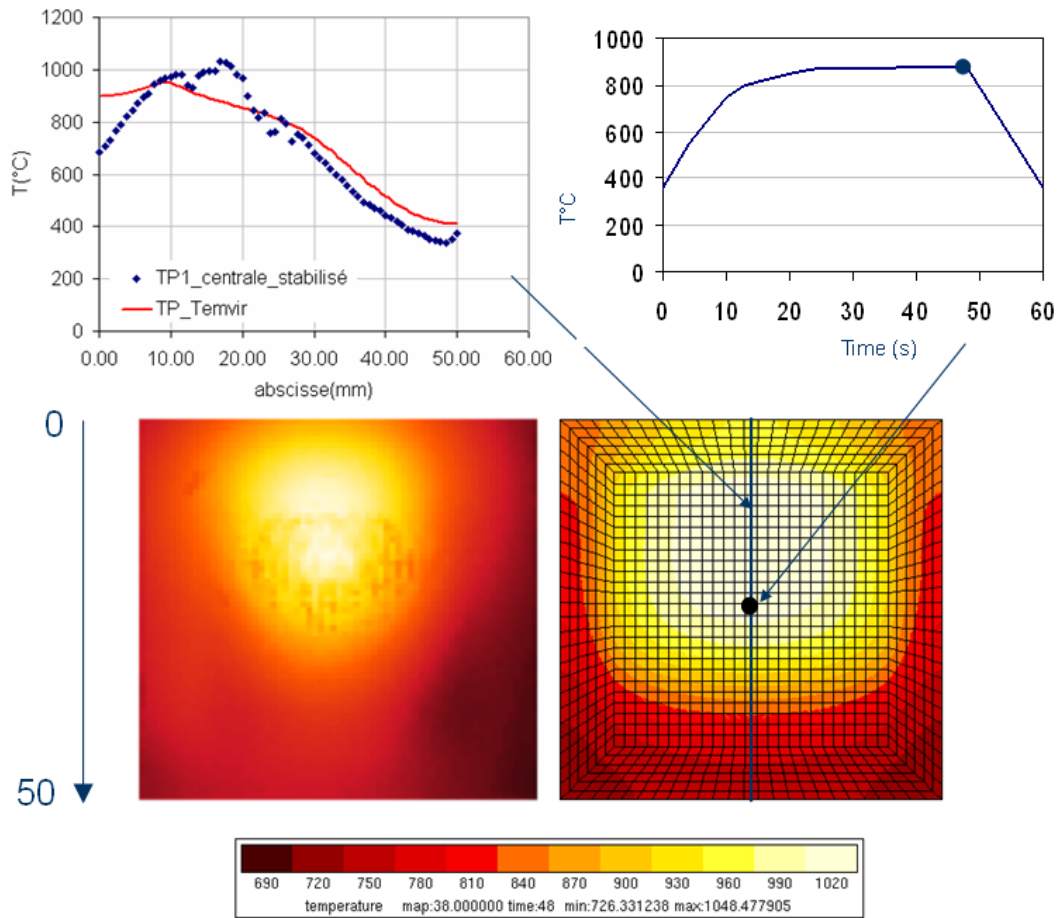 1200
1000
800
600
400
200
0
T(°C)
TP1_centrale_stabilisé
TP_Temvir
0.00 10.00 20.00 30.00 40.00 50.00 60.00
abscisse(mm)
1000
800
600
400
200
0
T°C
0 10 20 30 40 50 60
Time (s)
0
50
690 720 750 780 810 840 870 900 930 960 990 1020
temperature map:38.000000 time:48 min:726.331238 max:1048.477905